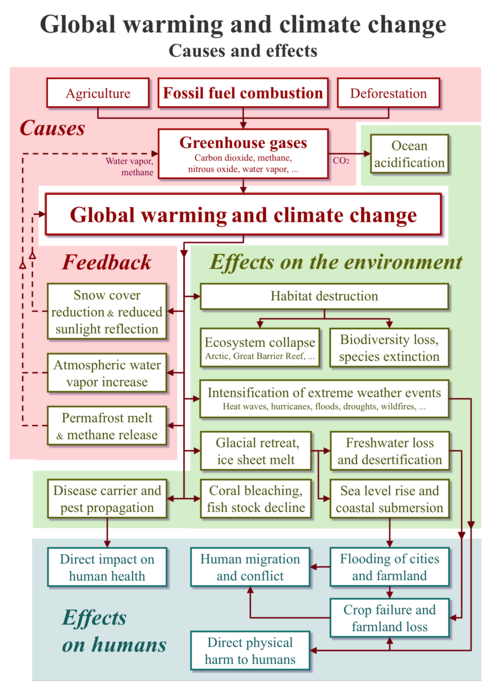 Global warming and climate change
Causes and effects
Agriculture
Fossil fuel combustion
Deforestation
Causes
Greenhouse gases
Carbon dioxide, methane,
nitrous oxide, water vapor, ...
Water vapor,
methane
CO₂
Ocean
acidification
Global warming and climate change
Feedback
Effects on the environment
Snow cover
reduction & reduced
sunlight reflection
Habitat destruction
Ecosystem collapse
Arctic, Great Barrier Reef, ...
Biodiversity loss,
species extinction
Atmospheric water
vapor increase
Intensification of extreme weather events
Heat waves, hurricanes, floods, droughts, wildfires, ...
Permafrost melt
& methane release
Glacial retreat,
ice sheet melt
Freshwater loss
and desertification
Disease carrier and
pest propagation
Coral bleaching,
fish stock decline
Sea level rise and
coastal submersion
Direct impact on
human health
Human migration
and conflict
Flooding of cities
and farmland
Effects
on humans
Crop failure and
farmland loss
Direct physical
harm to humans